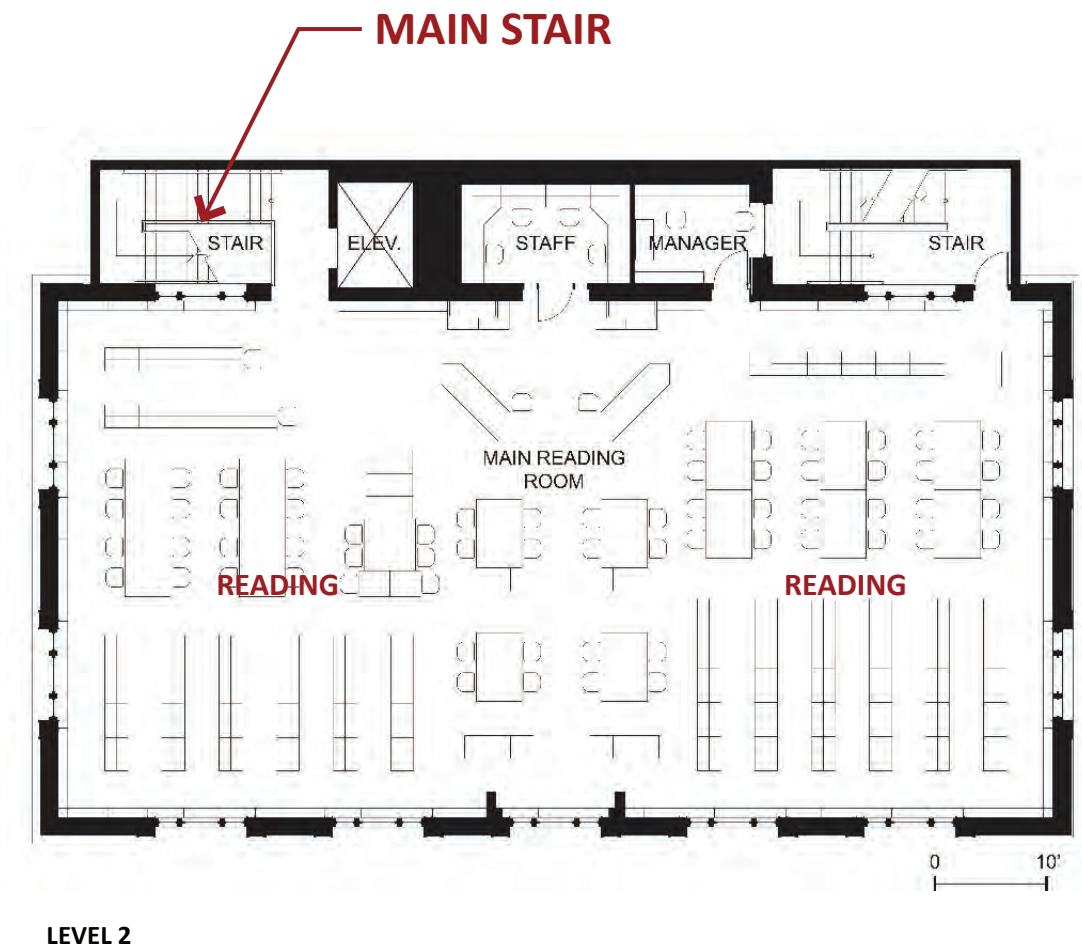 MAIN STAIR
STAIR
ELEV.
STAFF
MANAGER
STAIR
MAIN READING
ROOM
READING
READING
0 10'
LEVEL 2